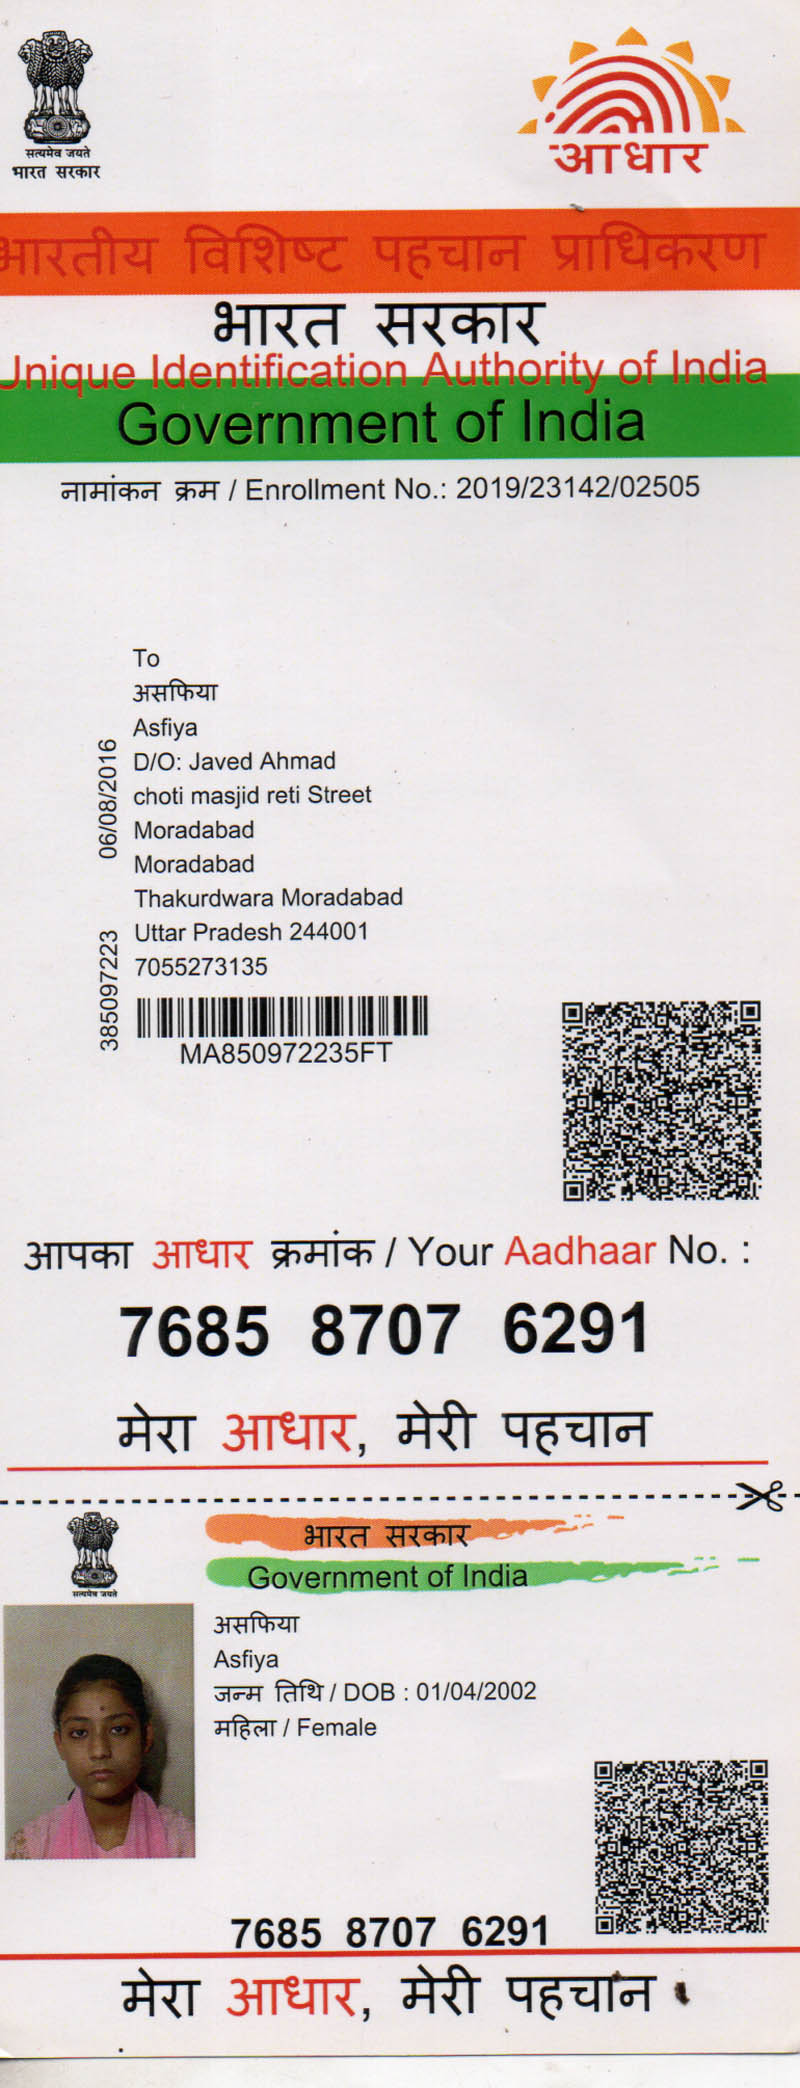 सत्यमेव जयते
भारत सरकार
आधार
भारतीय विशिष्ट पहचान प्राधिकरण
भारत सरकार
Unique Identification Authority of India
Government of India
नामांकन क्रम / Enrollment No.: 2019/23142/02505
To
असफिया
Asfiya
D/O: Javed Ahmad
choti masjid reti Street
Moradabad
Moradabad
Thakurdwara Moradabad
Uttar Pradesh 244001
7055273135
06/08/2016
385097223
MA850972235FT
आपका आधार क्रमांक / Your Aadhaar No. :
7685 8707 6291
मेरा आधार, मेरी पहचान
सत्यमेव जयते
भारत सरकार
Government of India
असफिया
Asfiya
जन्म तिथि / DOB : 01/04/2002
महिला / Female
7685 8707 6291
मेरा आधार, मेरी पहचान